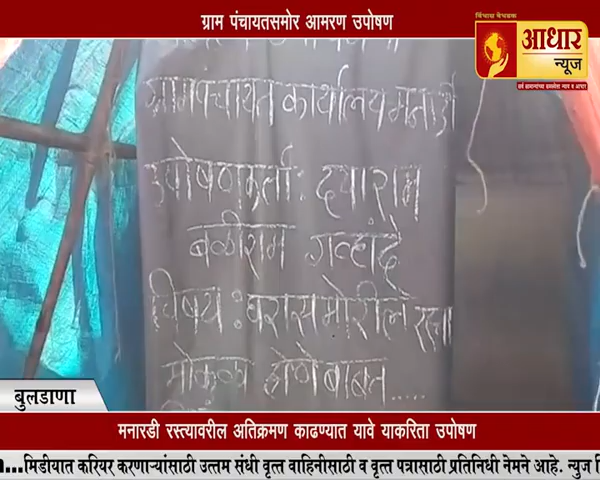 ग्राम पंचायतसमोर आमरण उपोषण
आधार
न्यूज
ग्रामपंचायत कार्यालय मनारडी
उपोषणकर्ता : दयाराम
बळीराम गव्हांदे
विषय : घरासमोरील रस्ता
मोकळा होणे बाबत.....
बुलडाणा
मनारडी रस्त्यावरील अतिक्रमण काढण्यात यावे याकरिता उपोषण
...मिडीयात करियर करणाऱ्यांसाठी उत्तम संधी वृत्त वाहिनीसाठी व वृत्त पत्रासाठी प्रतिनिधी नेमने आहे. न्यूज